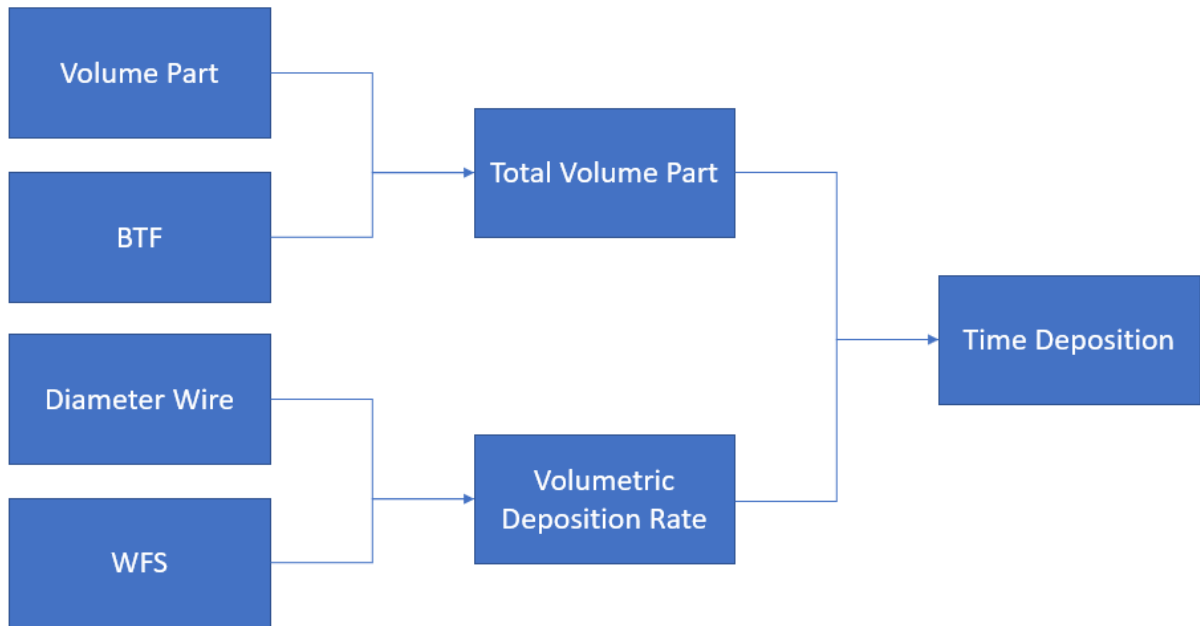 Volume Part
BTF
Diameter Wire
WFS
Total Volume Part
Volumetric
Deposition Rate
Time Deposition